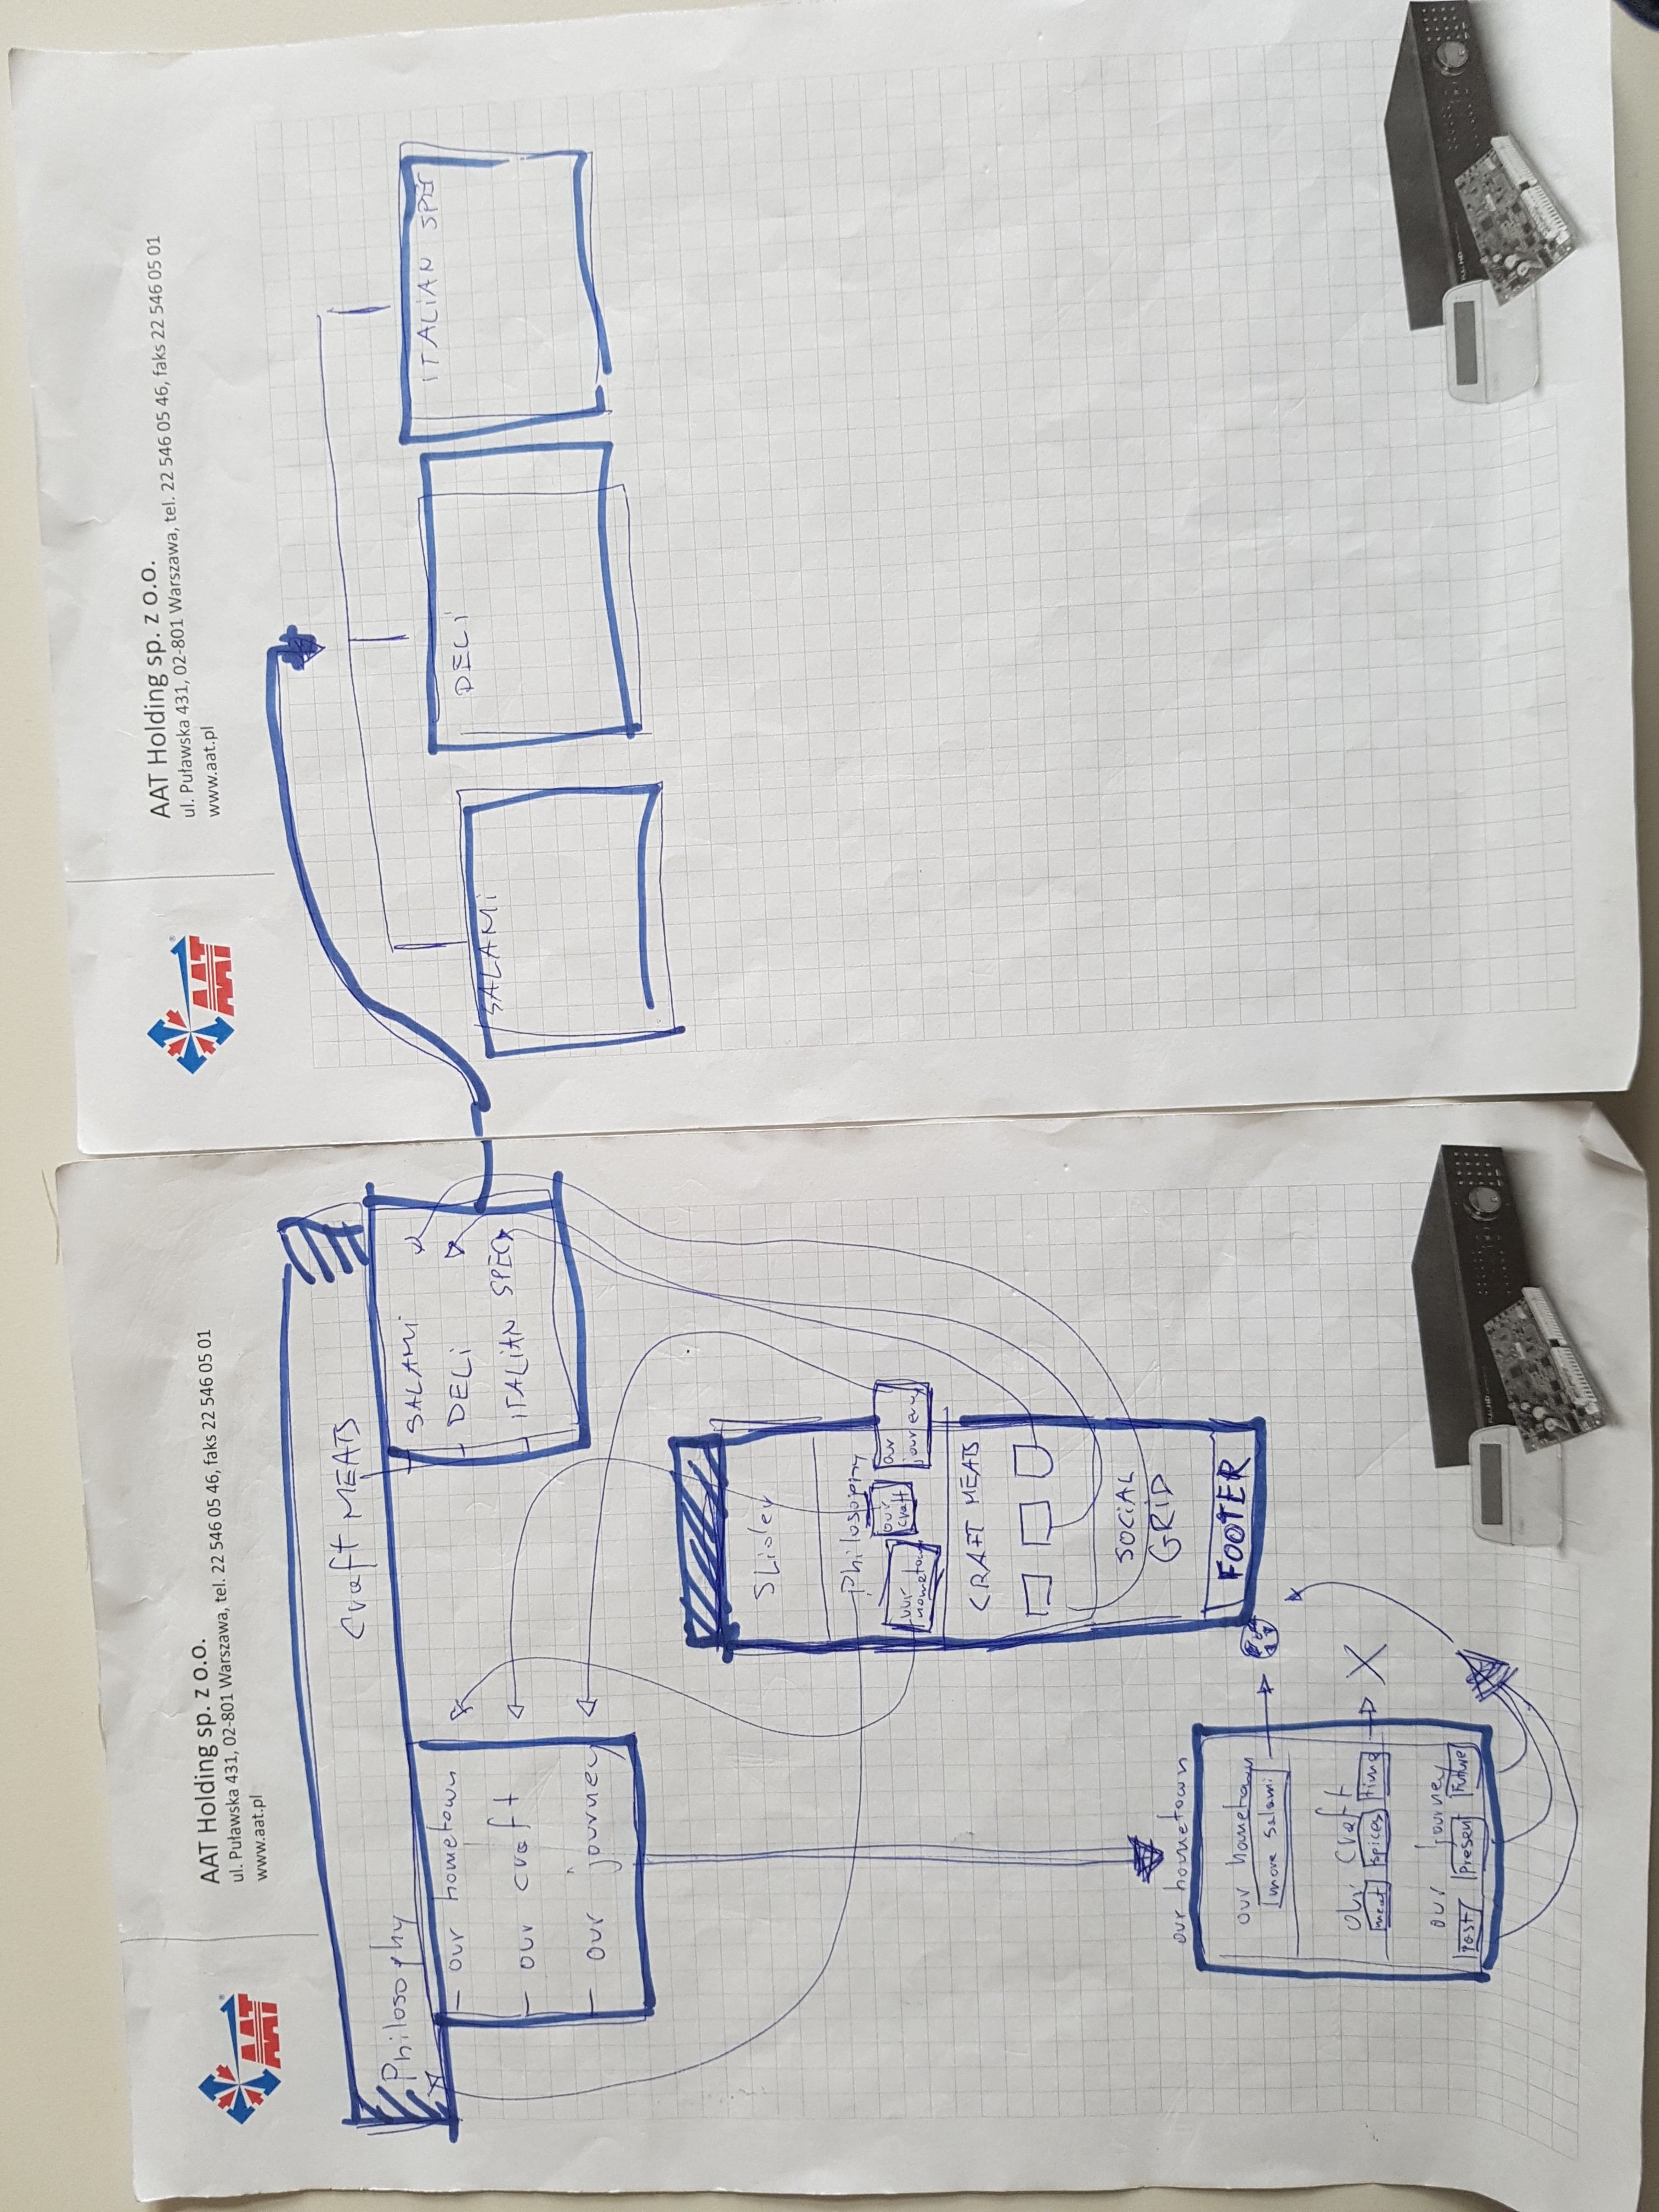 AAT
AAT Holding sp. z o.o.
ul. Puławska 431, 02-801 Warszawa, tel. 22 546 05 46, faks 22 546 05 01
www.aat.pl
Philosophy
craft MEATS
- our hometown
- our craft
- our journey
SALAMI
DELI
ITALIAN SPEC
Slider
Philosophy
our hometown
our craft
our journey
CRAFT MEATS
SOCIAL
GRID
FOOTER
our hometown
our hometown
more salami
our craft
meat
spices
time
X
our journey
Past
Present
Future
AAT
AAT Holding sp. z o.o.
ul. Puławska 431, 02-801 Warszawa, tel. 22 546 05 46, faks 22 546 05 01
www.aat.pl
SALAMI
DELI
ITALIAN SPEC